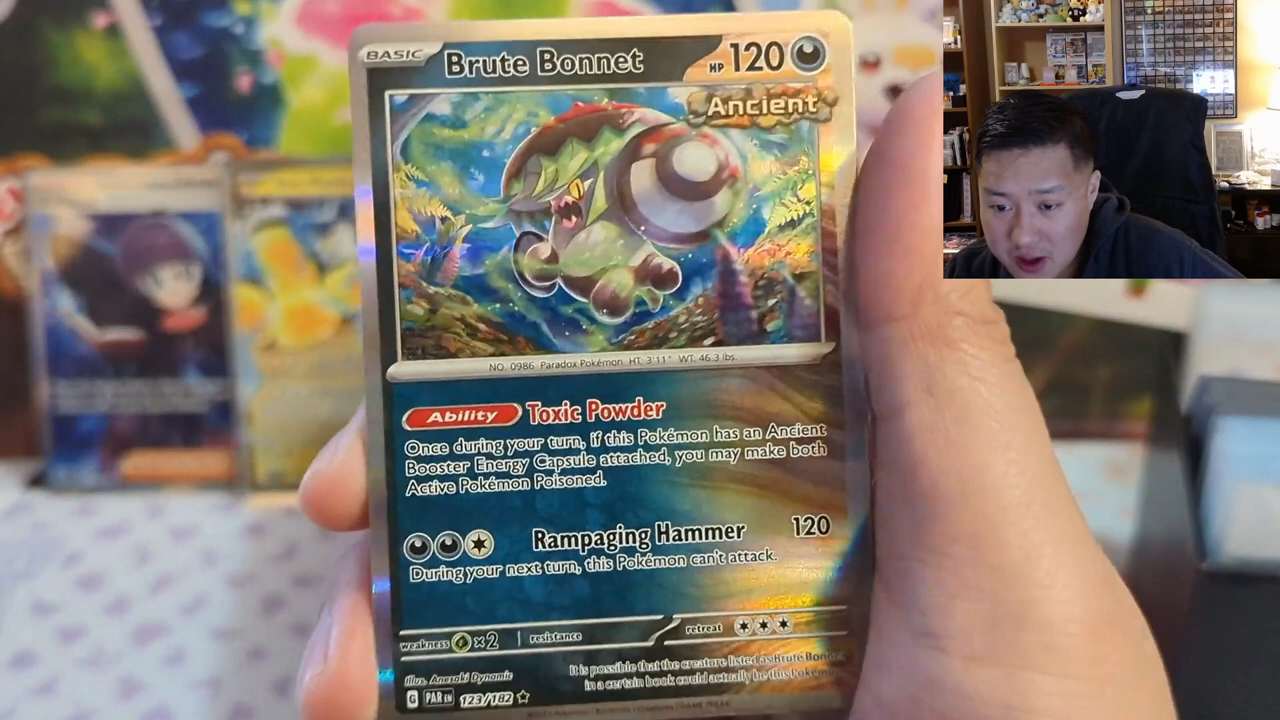 BASIC Brute Bonnet HP 120
Ancient
NO. 0986 Paradox Pokémon HT: 3'11" WT: 46.3 lbs.
Ability Toxic Powder
Once during your turn, if this Pokémon has an Ancient
Booster Energy Capsule attached, you may make both
Active Pokémon Poisoned.
Rampaging Hammer 120
During your next turn, this Pokémon can't attack.
weakness ×2 resistance retreat
Illus. Anesaki Dynamic
It is possible that the creature listed as Brute Bonnet
in a certain book could actually be this Pokémon.
G PAR EN 123/182